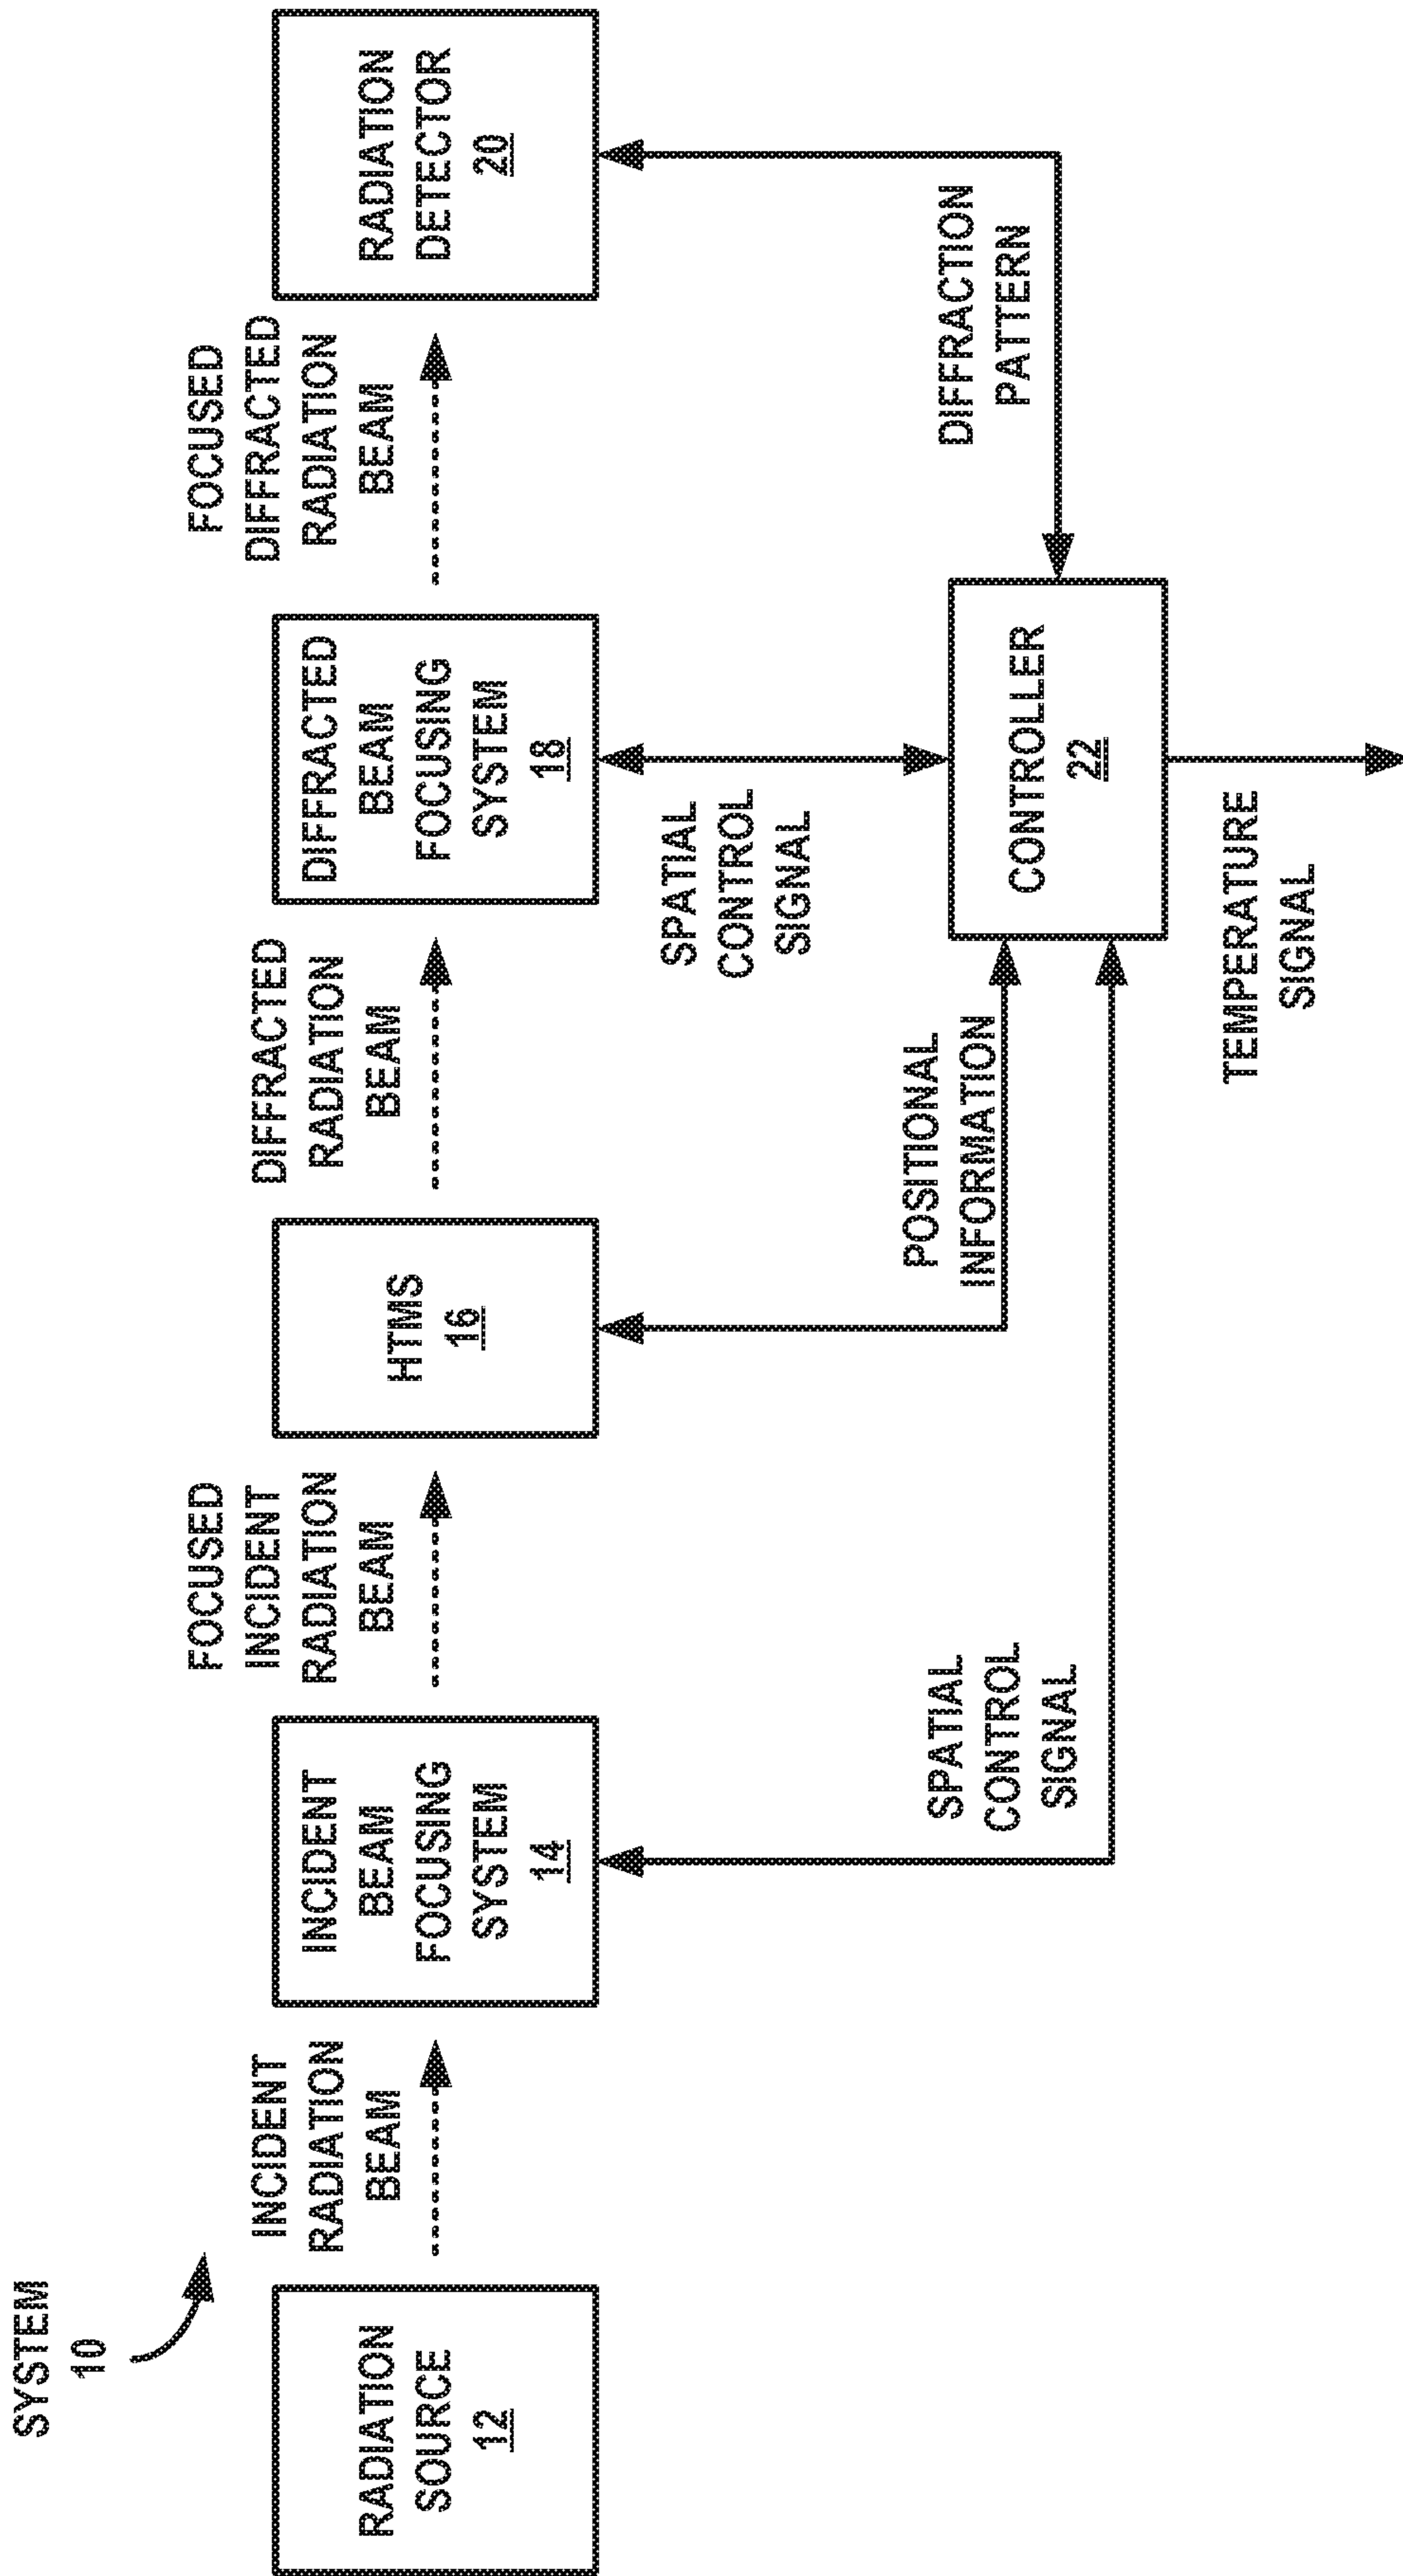 SYSTEM
10
RADIATION
SOURCE
12
INCIDENT
RADIATION
BEAM
INCIDENT
BEAM
FOCUSING
SYSTEM
14
FOCUSED
INCIDENT
RADIATION
BEAM
HTMS
16
DIFFRACTED
RADIATION
BEAM
DIFFRACTED
BEAM
FOCUSING
SYSTEM
18
FOCUSED
DIFFRACTED
RADIATION
BEAM
RADIATION
DETECTOR
20
SPATIAL
CONTROL
SIGNAL
POSITIONAL
INFORMATION
SPATIAL
CONTROL
SIGNAL
DIFFRACTION
PATTERN
CONTROLLER
22
TEMPERATURE
SIGNAL